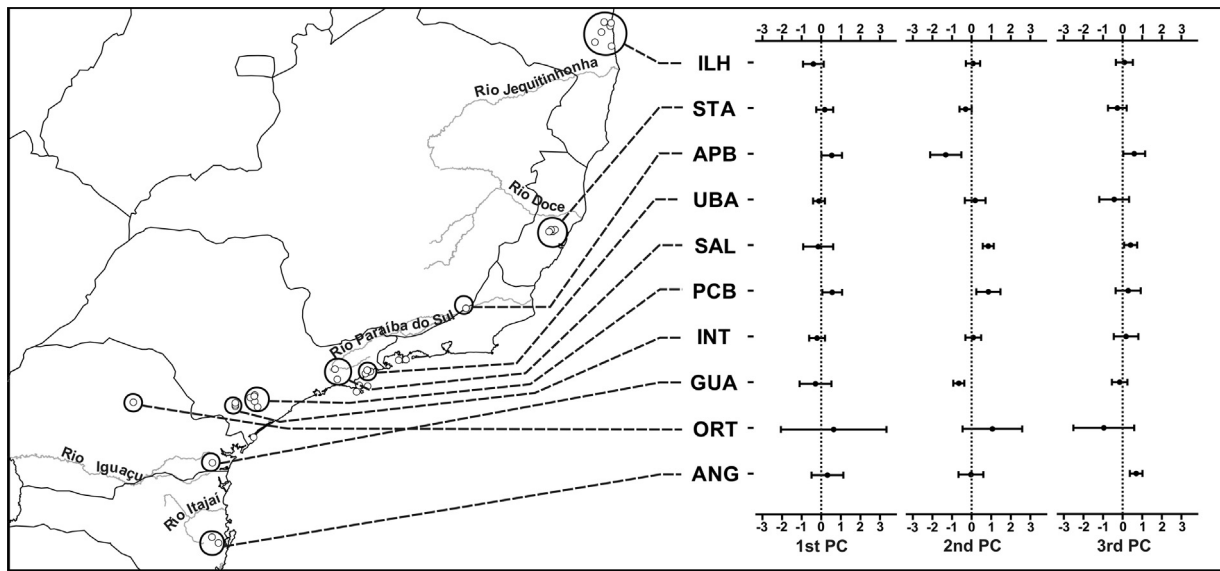 -3 -2 -1 0 1 2 3
-3 -2 -1 0 1 2 3
-3 -2 -1 0 1 2 3
ILH
Rio Jequitinhonha
STA
APB
Rio Doce
UBA
SAL
PCB
Rio Paraíba do Sul
INT
GUA
ORT
Rio Iguaçu
ANG
Rio Itajaí
-3 -2 -1 0 1 2 3
-3 -2 -1 0 1 2 3
-3 -2 -1 0 1 2 3
1st PC
2nd PC
3rd PC